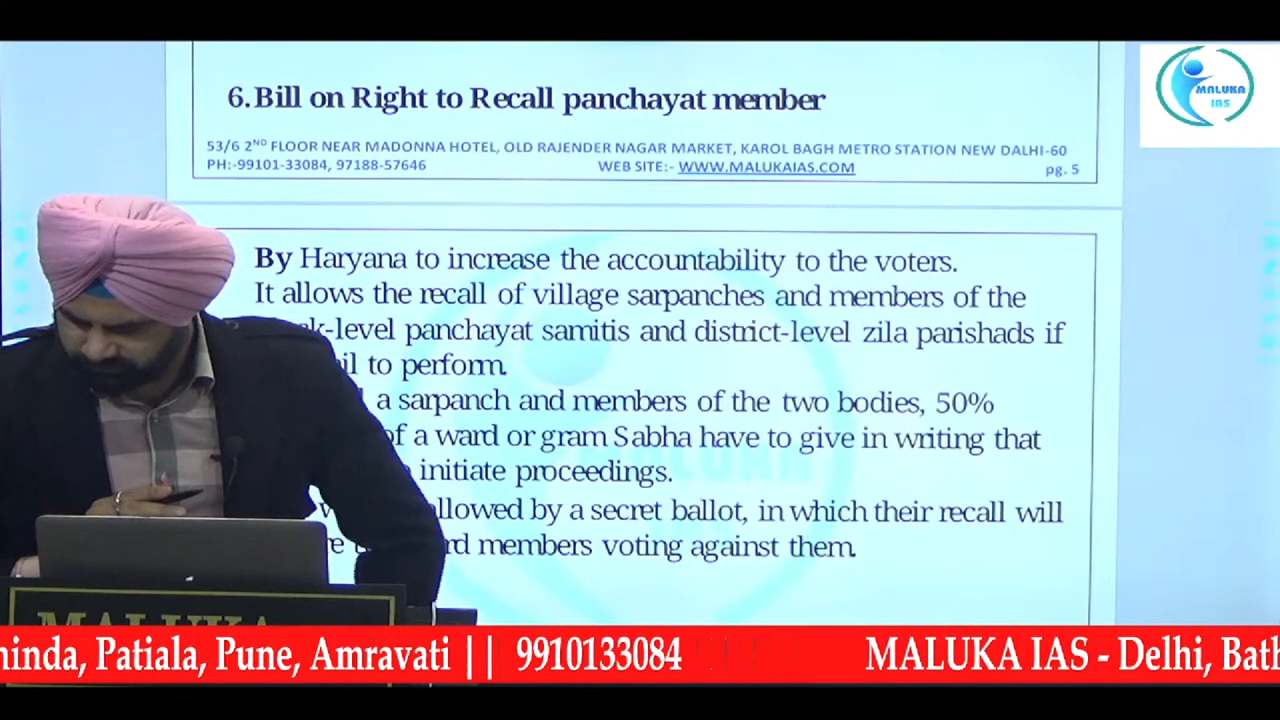 6. Bill on Right to Recall panchayat member
MALUKA
IAS
53/6 2ND FLOOR NEAR MADONNA HOTEL, OLD RAJENDER NAGAR MARKET, KAROL BAGH METRO STATION NEW DALHI-60
PH:-99101-33084, 97188-57646 WEB SITE:- WWW.MALUKAIAS.COM pg. 5
By Haryana to increase the accountability to the voters.
It allows the recall of village sarpanches and members of the
-level panchayat samitis and district-level zila parishads if
to perform.
a sarpanch and members of the two bodies, 50%
of a ward or gram Sabha have to give in writing that
initiate proceedings.
by a secret ballot, in which their recall will
members voting against them.
MALUKA
MALUKA
Patiala, Pune, Amravati || 9910133084 MALUKA IAS - Delhi,